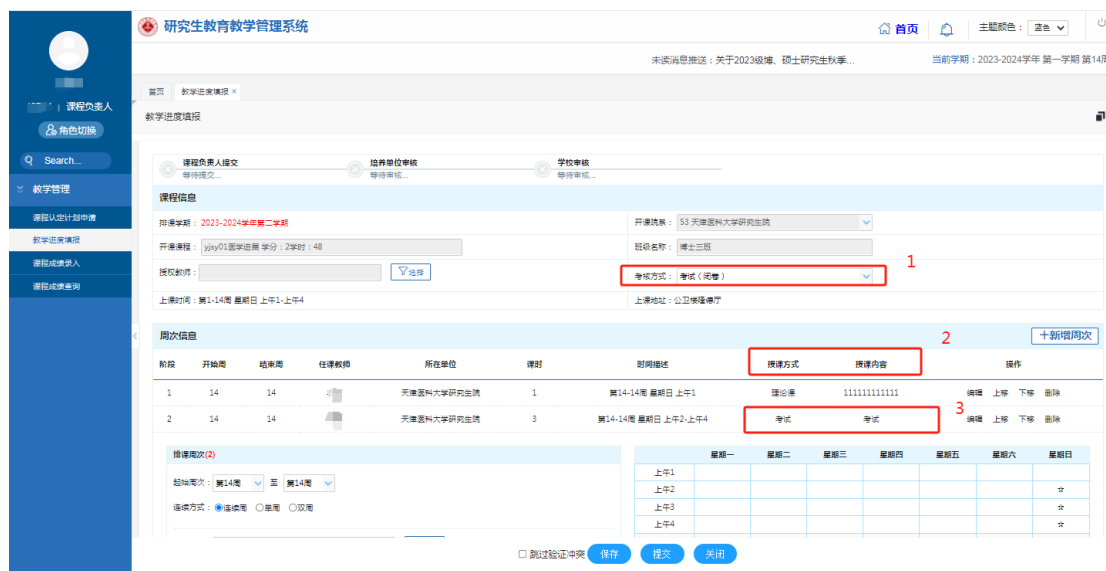 研究生教育教学管理系统
首页
主题颜色： 蓝色
未读消息推送：关于2023级博、硕士研究生秋季...
当前学期：2023-2024学年 第一学期 第14周
课程负责人
角色切换
Search...
教学管理
课程认定计划申请
教学进度填报
课程成绩录入
课程成绩查询
首页 教学进度填报 ×
教学进度填报
课程负责人提交 培养单位审核 学校审核
等待提交... 等待审核... 等待审核...
课程信息
排课学期： 2023-2024学年第二学期 开课院系： S3 天津医科大学研究生院
开课课程： yjsy01医学进展 学分：2学时：48 班级名称： 博士三班
授权教师： 选择 考核方式： 考试（闭卷） 1
上课时间：第1-14周 星期日 上午1-上午4 上课地址：公卫楼隆德厅
周次信息 2 +新增周次
阶段 开始周 结束周 任课教师 所在单位 课时 时间描述 授课方式 授课内容 操作
1 14 14 天津医科大学研究生院 1 第14-14周 星期日 上午1 理论课 111111111111 编辑 上移 下移 删除
2 14 14 天津医科大学研究生院 3 第14-14周 星期日 上午2-上午4 考试 考试 3 编辑 上移 下移 删除
排课周次(2)
起始周次： 第14周 至 第14周
连续方式： 连续周 单周 双周
星期一 星期二 星期三 星期四 星期五 星期六 星期日
上午1
上午2 ☆
上午3 ☆
上午4 ☆
跳过验证冲突 保存 提交 关闭